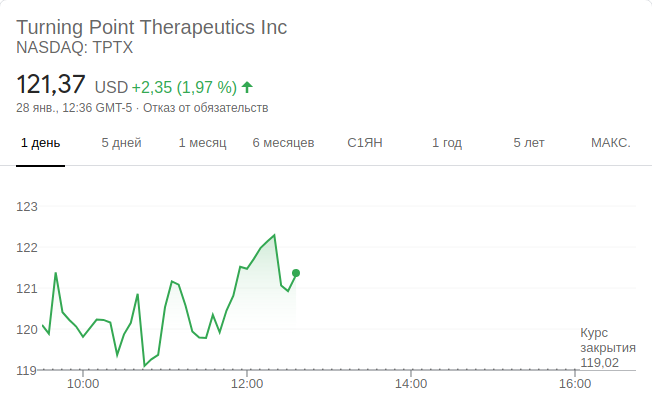 Turning Point Therapeutics Inc
NASDAQ: TPTX
121,37 USD +2,35 (1,97 %)
28 янв., 12:36 GMT-5 · Отказ от обязательств
1 день 5 дней 1 месяц 6 месяцев С1ЯН 1 год 5 лет МАКС.
123
122
121
120
119
Курс
закрытия
119,02
10:00 12:00 14:00 16:00